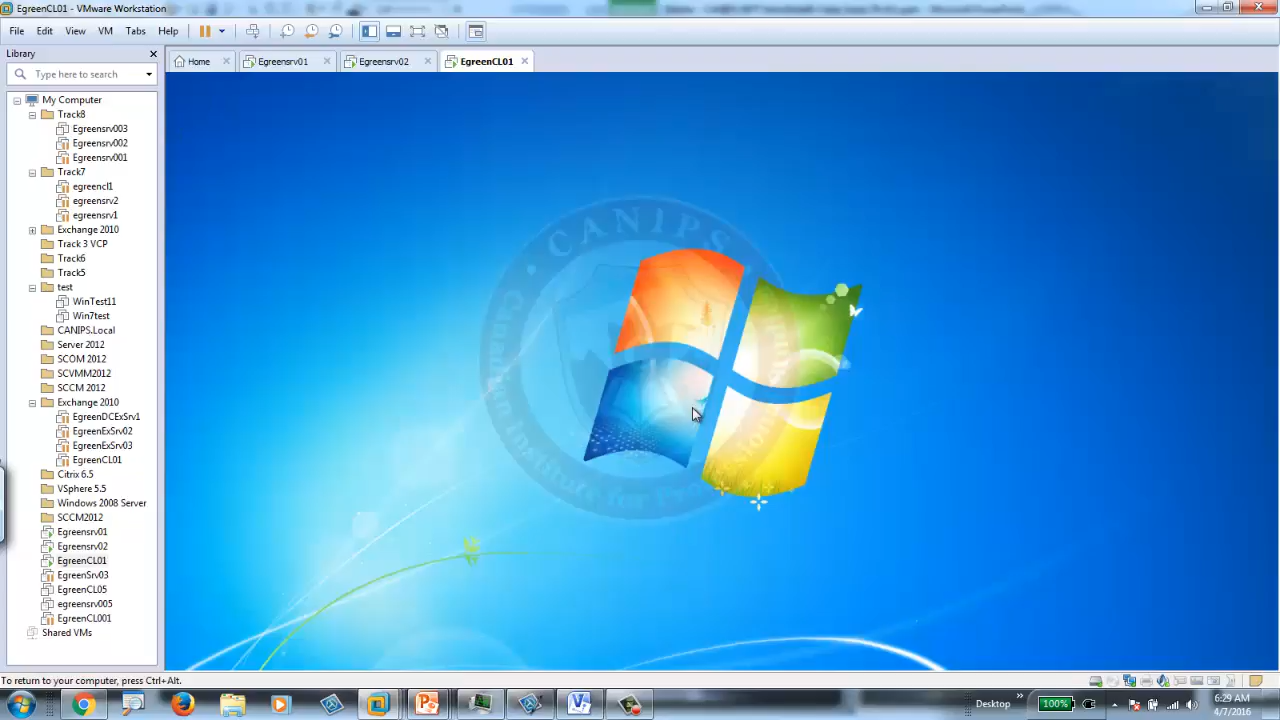 EgreenCL01 - VMware Workstation
File Edit View VM Tabs Help
Library
Type here to search
Home
Egreensrv01
Egreensrv02
EgreenCL01
My Computer
Track8
Egreensrv003
Egreensrv002
Egreensrv001
Track7
egreencl1
egreensrv2
egreensrv1
Exchange 2010
Track 3 VCP
Track6
Track5
test
WinTest11
Win7test
CANIPS.Local
Server 2012
SCOM 2012
SCVMM2012
SCCM 2012
Exchange 2010
EgreenDCExSrv1
EgreenExSrv02
EgreenExSrv03
EgreenCL01
Citrix 6.5
VSphere 5.5
Windows 2008 Server
SCCM2012
Egreensrv01
Egreensrv02
EgreenCL01
EgreenSrv03
EgreenCL05
egreensrv005
EgreenCL001
Shared VMs
CANIPS
To return to your computer, press Ctrl+Alt.
Desktop
100%
6:29 AM
4/7/2016